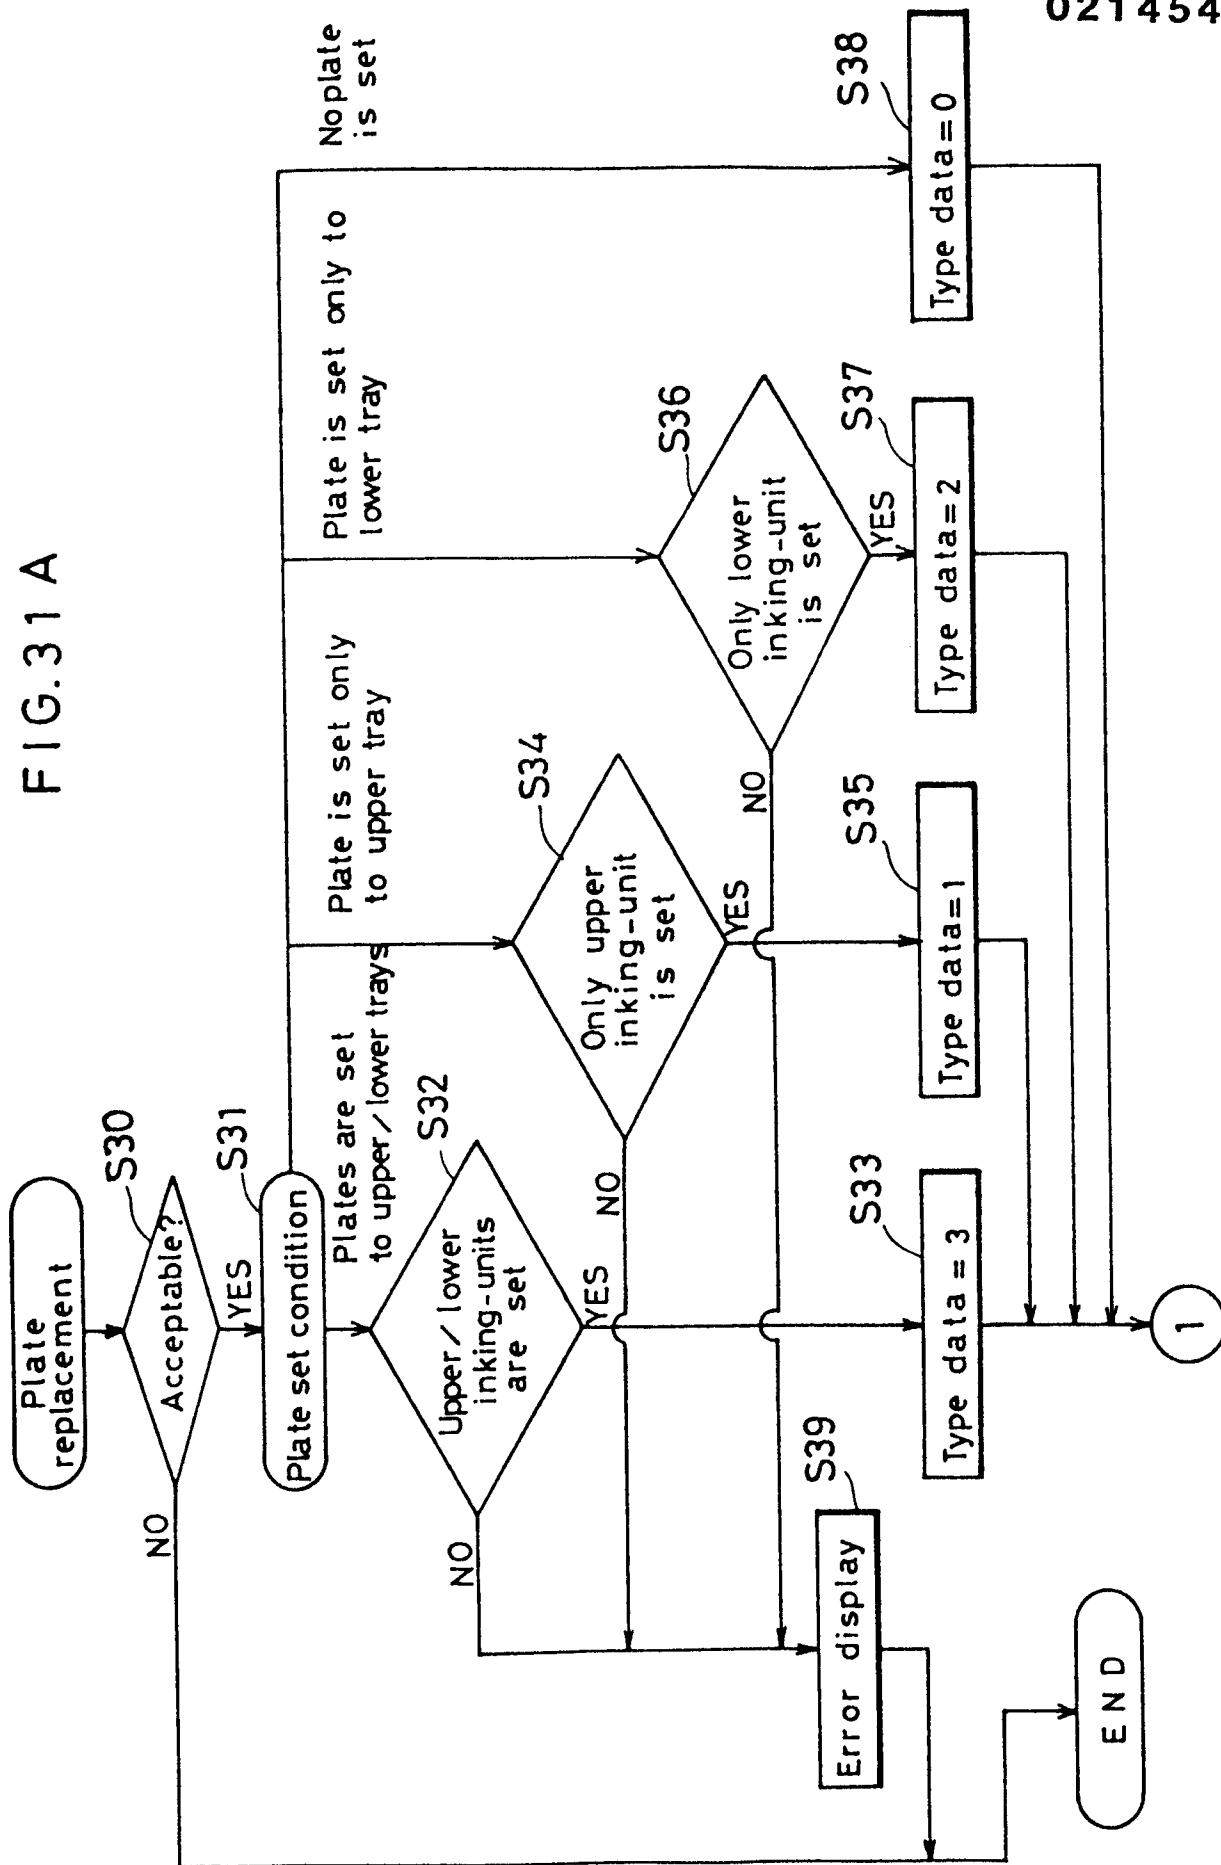 021454
FIG.31 A
Plate
replacement
S30
Acceptable?
NO
YES
S31
Plate set condition
Plates are set
to upper/lower trays
Plate is set only
to upper tray
Plate is set only to
lower tray
No plate
is set
S32
Upper/lower
inking-units
are set
NO
YES
S34
Only upper
inking-unit
is set
NO
YES
S36
Only lower
inking-unit
is set
NO
YES
S39
Error display
S33
Type data = 3
S35
Type data=1
S37
Type data=2
S38
Type data=0
END
1